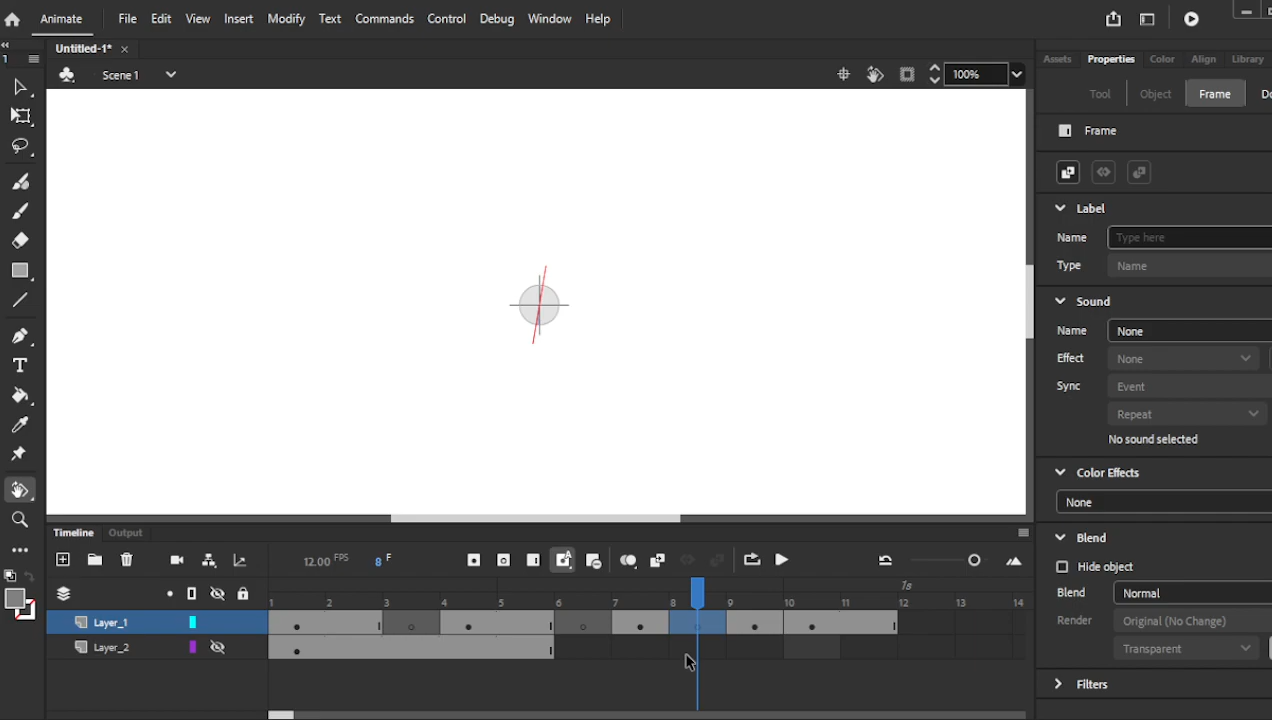 Animate File Edit View Insert Modify Text Commands Control Debug Window Help
Untitled-1*
Scene 1 100%
Assets Properties Color Align Library
Tool Object Frame Do
Frame
Label
Name Type here
Type Name
Sound
Name None
Effect None
Sync Event
Repeat
No sound selected
Color Effects
None
Blend
Hide object
Blend Normal
Render Original (No Change)
Transparent
Filters
1
T
Timeline Output
12.00 FPS 8 F
1s
1 2 3 4 5 6 7 8 9 10 11 12 13 14
Layer_1
Layer_2